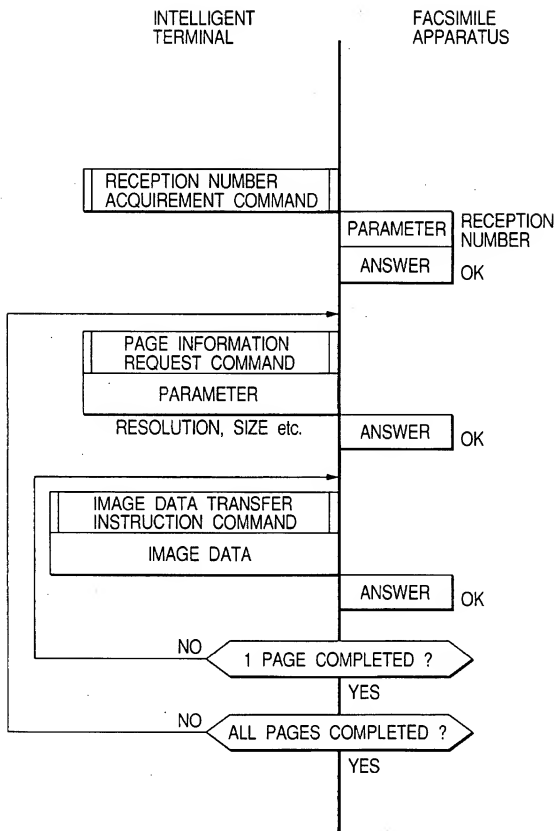 INTELLIGENT
TERMINAL
FACSIMILE
APPARATUS
RECEPTION NUMBER
ACQUIREMENT COMMAND
PARAMETER
RECEPTION
NUMBER
ANSWER
OK
PAGE INFORMATION
REQUEST COMMAND
PARAMETER
RESOLUTION, SIZE etc.
ANSWER
OK
IMAGE DATA TRANSFER
INSTRUCTION COMMAND
IMAGE DATA
ANSWER
OK
NO
1 PAGE COMPLETED ?
YES
NO
ALL PAGES COMPLETED ?
YES